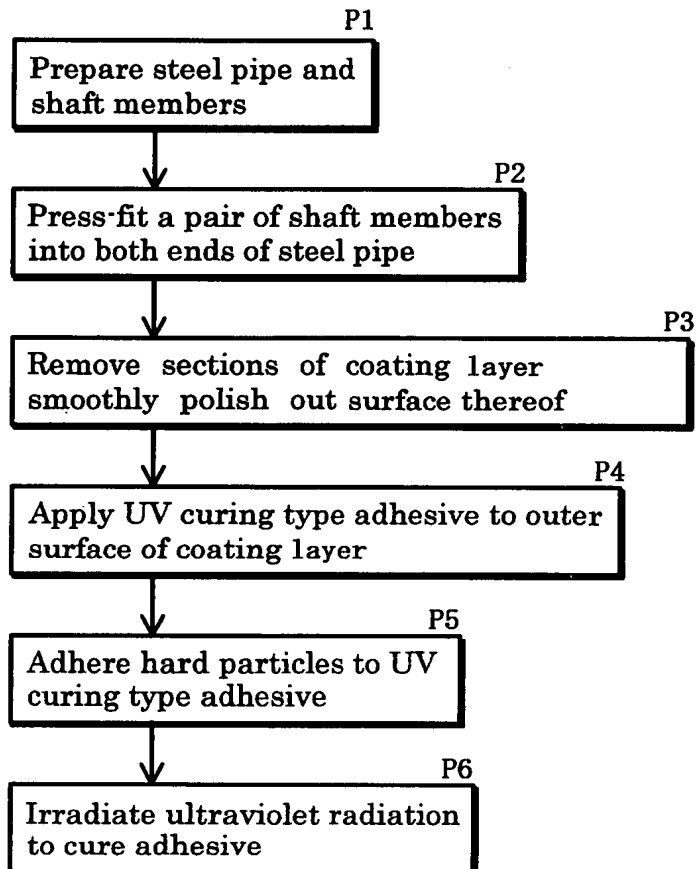 P1
Prepare steel pipe and
shaft members
P2
Press-fit a pair of shaft members
into both ends of steel pipe
P3
Remove sections of coating layer
smoothly polish out surface thereof
P4
Apply UV curing type adhesive to outer
surface of coating layer
P5
Adhere hard particles to UV
curing type adhesive
P6
Irradiate ultraviolet radiation
to cure adhesive